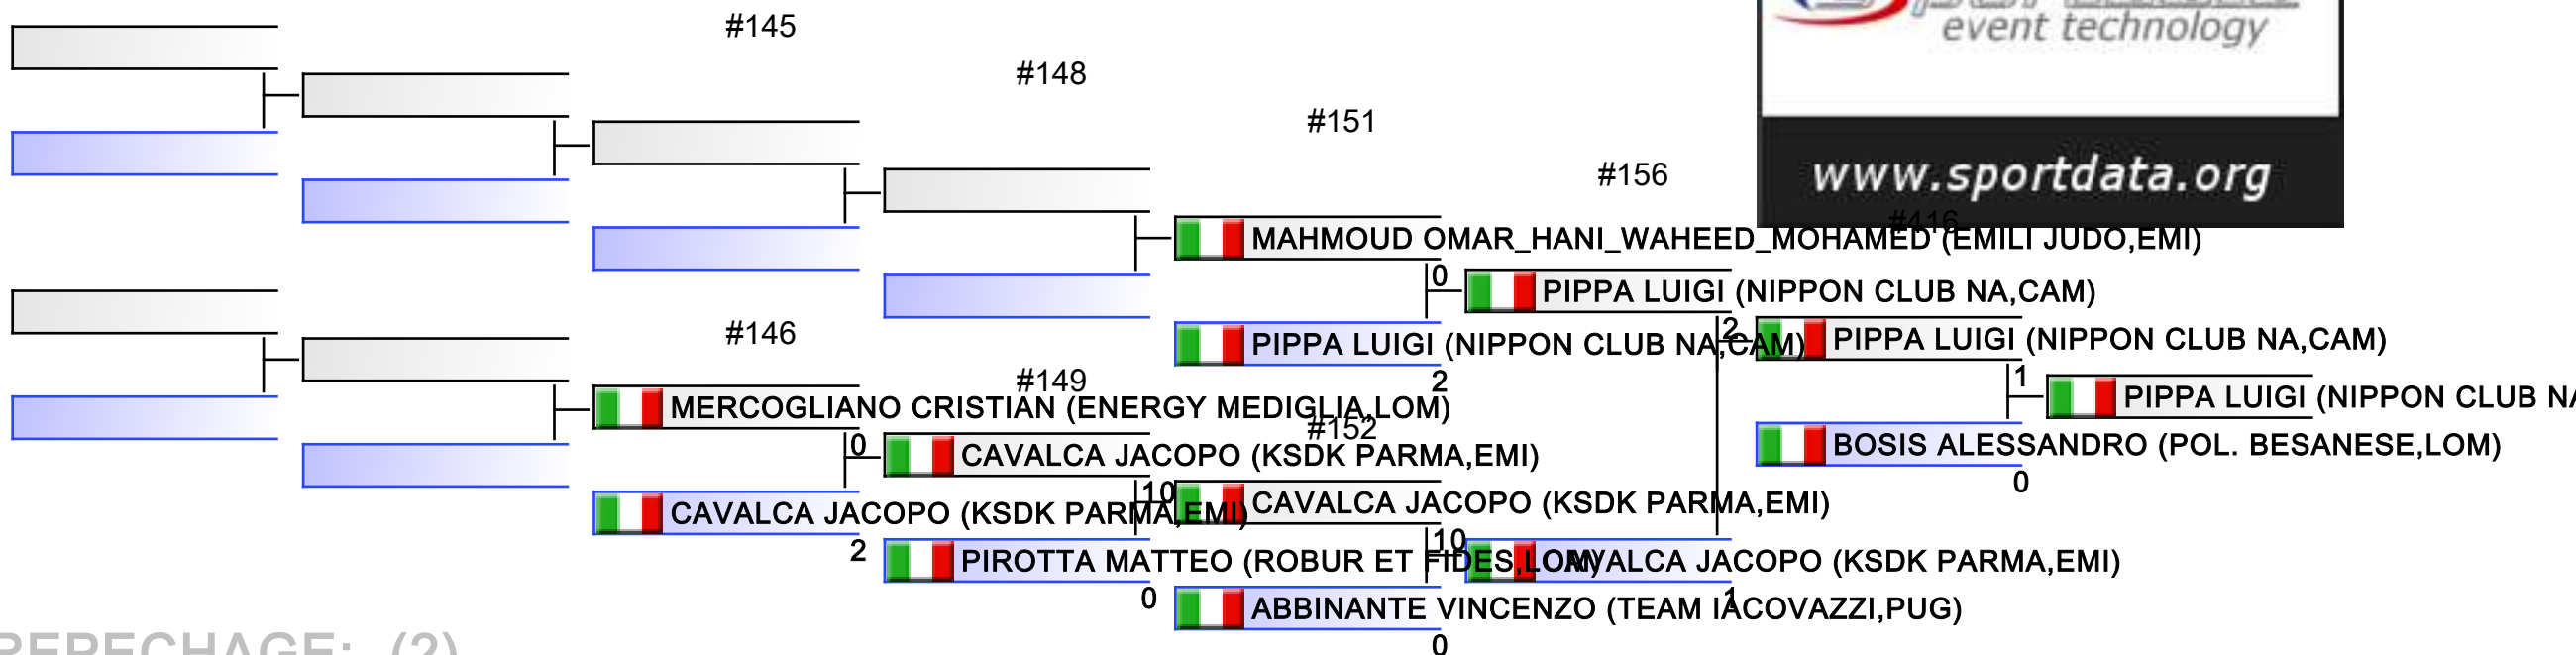 #145
event technology
#148
#151
#156
www.sportdata.org
#416
MAHMOUD OMAR_HANI_WAHEED_MOHAMED (EMILI JUDO,EMI)
0
PIPPA LUIGI (NIPPON CLUB NA,CAM)
#146
2
PIPPA LUIGI (NIPPON CLUB NA,CAM)
PIPPA LUIGI (NIPPON CLUB NA,CAM)
#149
2
1
PIPPA LUIGI (NIPPON CLUB NA
MERCOGLIANO CRISTIAN (ENERGY MEDIGLIA,LOM)
#152
0
CAVALCA JACOPO (KSDK PARMA,EMI)
BOSIS ALESSANDRO (POL. BESANESE,LOM)
0
10
CAVALCA JACOPO (KSDK PARMA,EMI)
CAVALCA JACOPO (KSDK PARMA,EMI)
2
10
PIROTTA MATTEO (ROBUR ET FIDES,LOM)
CAVALCA JACOPO (KSDK PARMA,EMI)
0
1
ABBINANTE VINCENZO (TEAM IACOVAZZI,PUG)
0
REPECHAGE: (2)